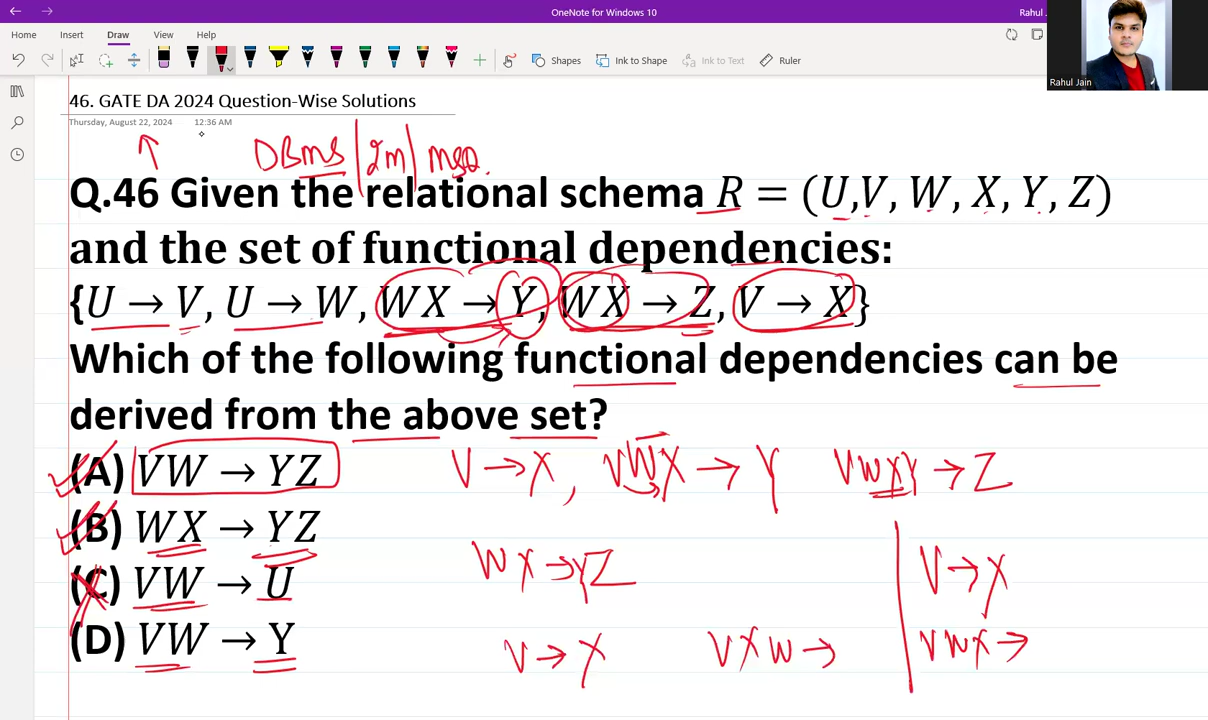 OneNote for Windows 10
Rahul J
Home Insert Draw View Help
Shapes Ink to Shape Ink to Text Ruler
Rahul Jain
46. GATE DA 2024 Question-Wise Solutions
Thursday, August 22, 2024 12:36 AM
DBMS | 2M | MSQ.
Q.46 Given the relational schema R = (U,V, W, X, Y, Z)
and the set of functional dependencies:
{U → V, U → W, WX → Y, WX → Z, V → X}
Which of the following functional dependencies can be
derived from the above set?
(A) VW → YZ V → X, VWX → Y VWXY → Z
(B) WX → YZ
WX → YZ V → X
(C) VW → U
(D) VW → Y V → X VXW → VWX →